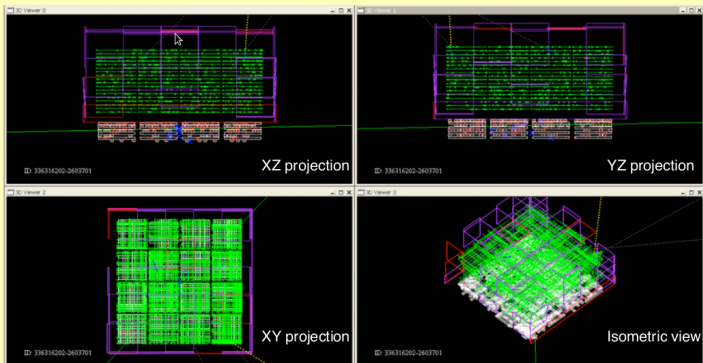 3D Viewer 0
3D Viewer 1
XZ projection
YZ projection
ID: 336316202-2603701
ID: 336316202-2603701
3D Viewer 2
3D Viewer 3
XY projection
Isometric view
ID: 336316202-2603701
ID: 336316202-2603701